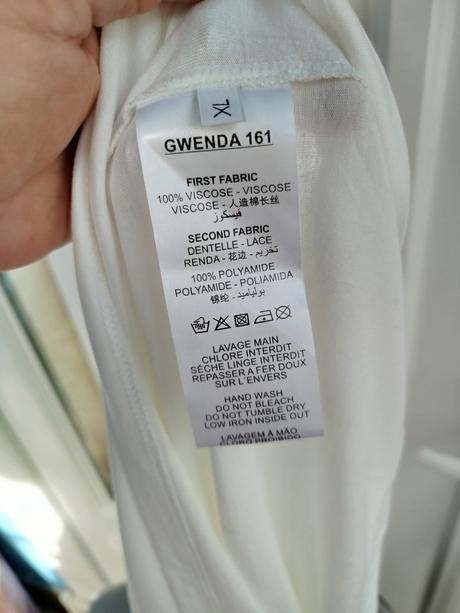 XL
GWENDA 161
FIRST FABRIC
100% VISCOSE - VISCOSE
VISCOSE - 人造棉长丝
فيسكوز
SECOND FABRIC
DENTELLE - LACE
RENDA - 花边 - تخريم
100% POLYAMIDE
POLYAMIDE - POLIAMIDA
锦纶 - بولياميد
LAVAGE MAIN
CHLORE INTERDIT
SÈCHE LINGE INTERDIT
REPASSER A FER DOUX
SUR L'ENVERS
HAND WASH
DO NOT BLEACH
DO NOT TUMBLE DRY
LOW IRON INSIDE OUT
LAVAGEM À MÃO
CLORO PROIBIDO